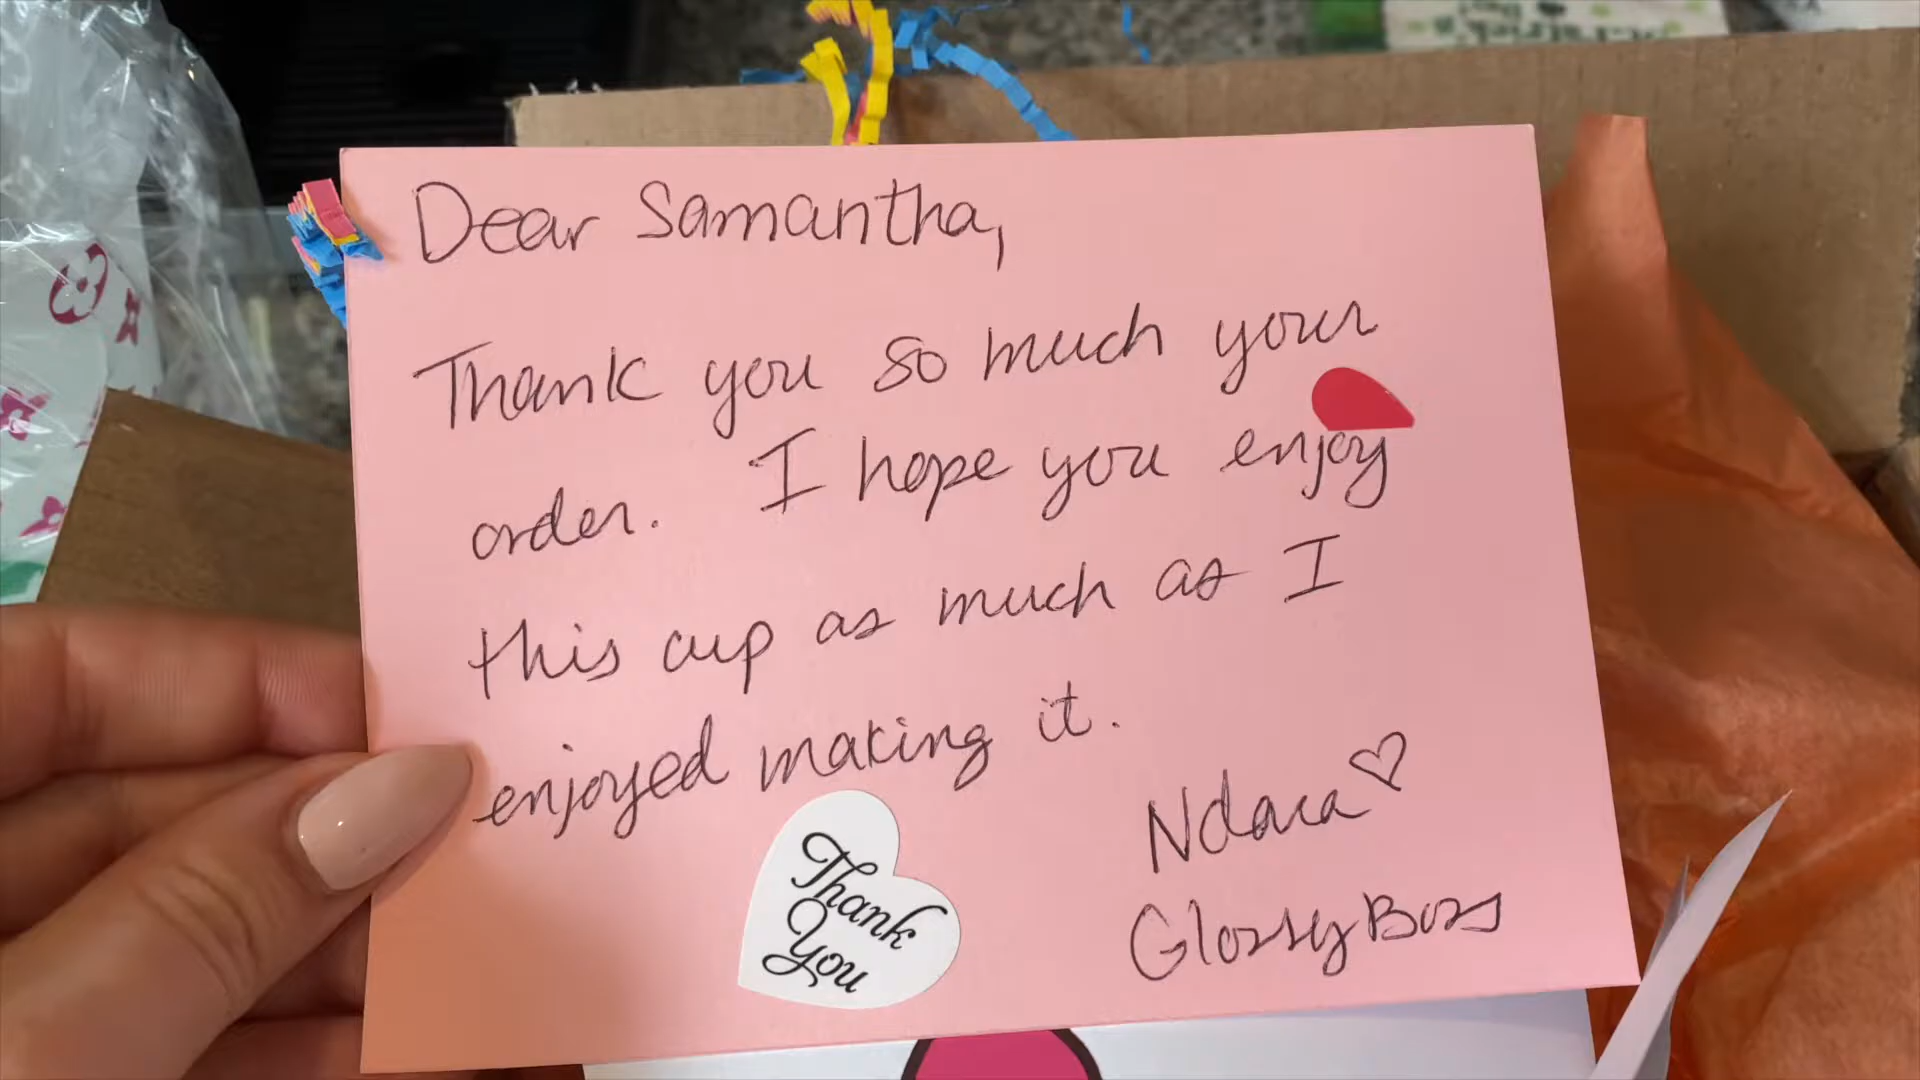 Dear Samantha,
Thank you so much your
order. I hope you enjoy
this cup as much as I
enjoyed making it.
Ndara
GlossyBoss
Thank
You